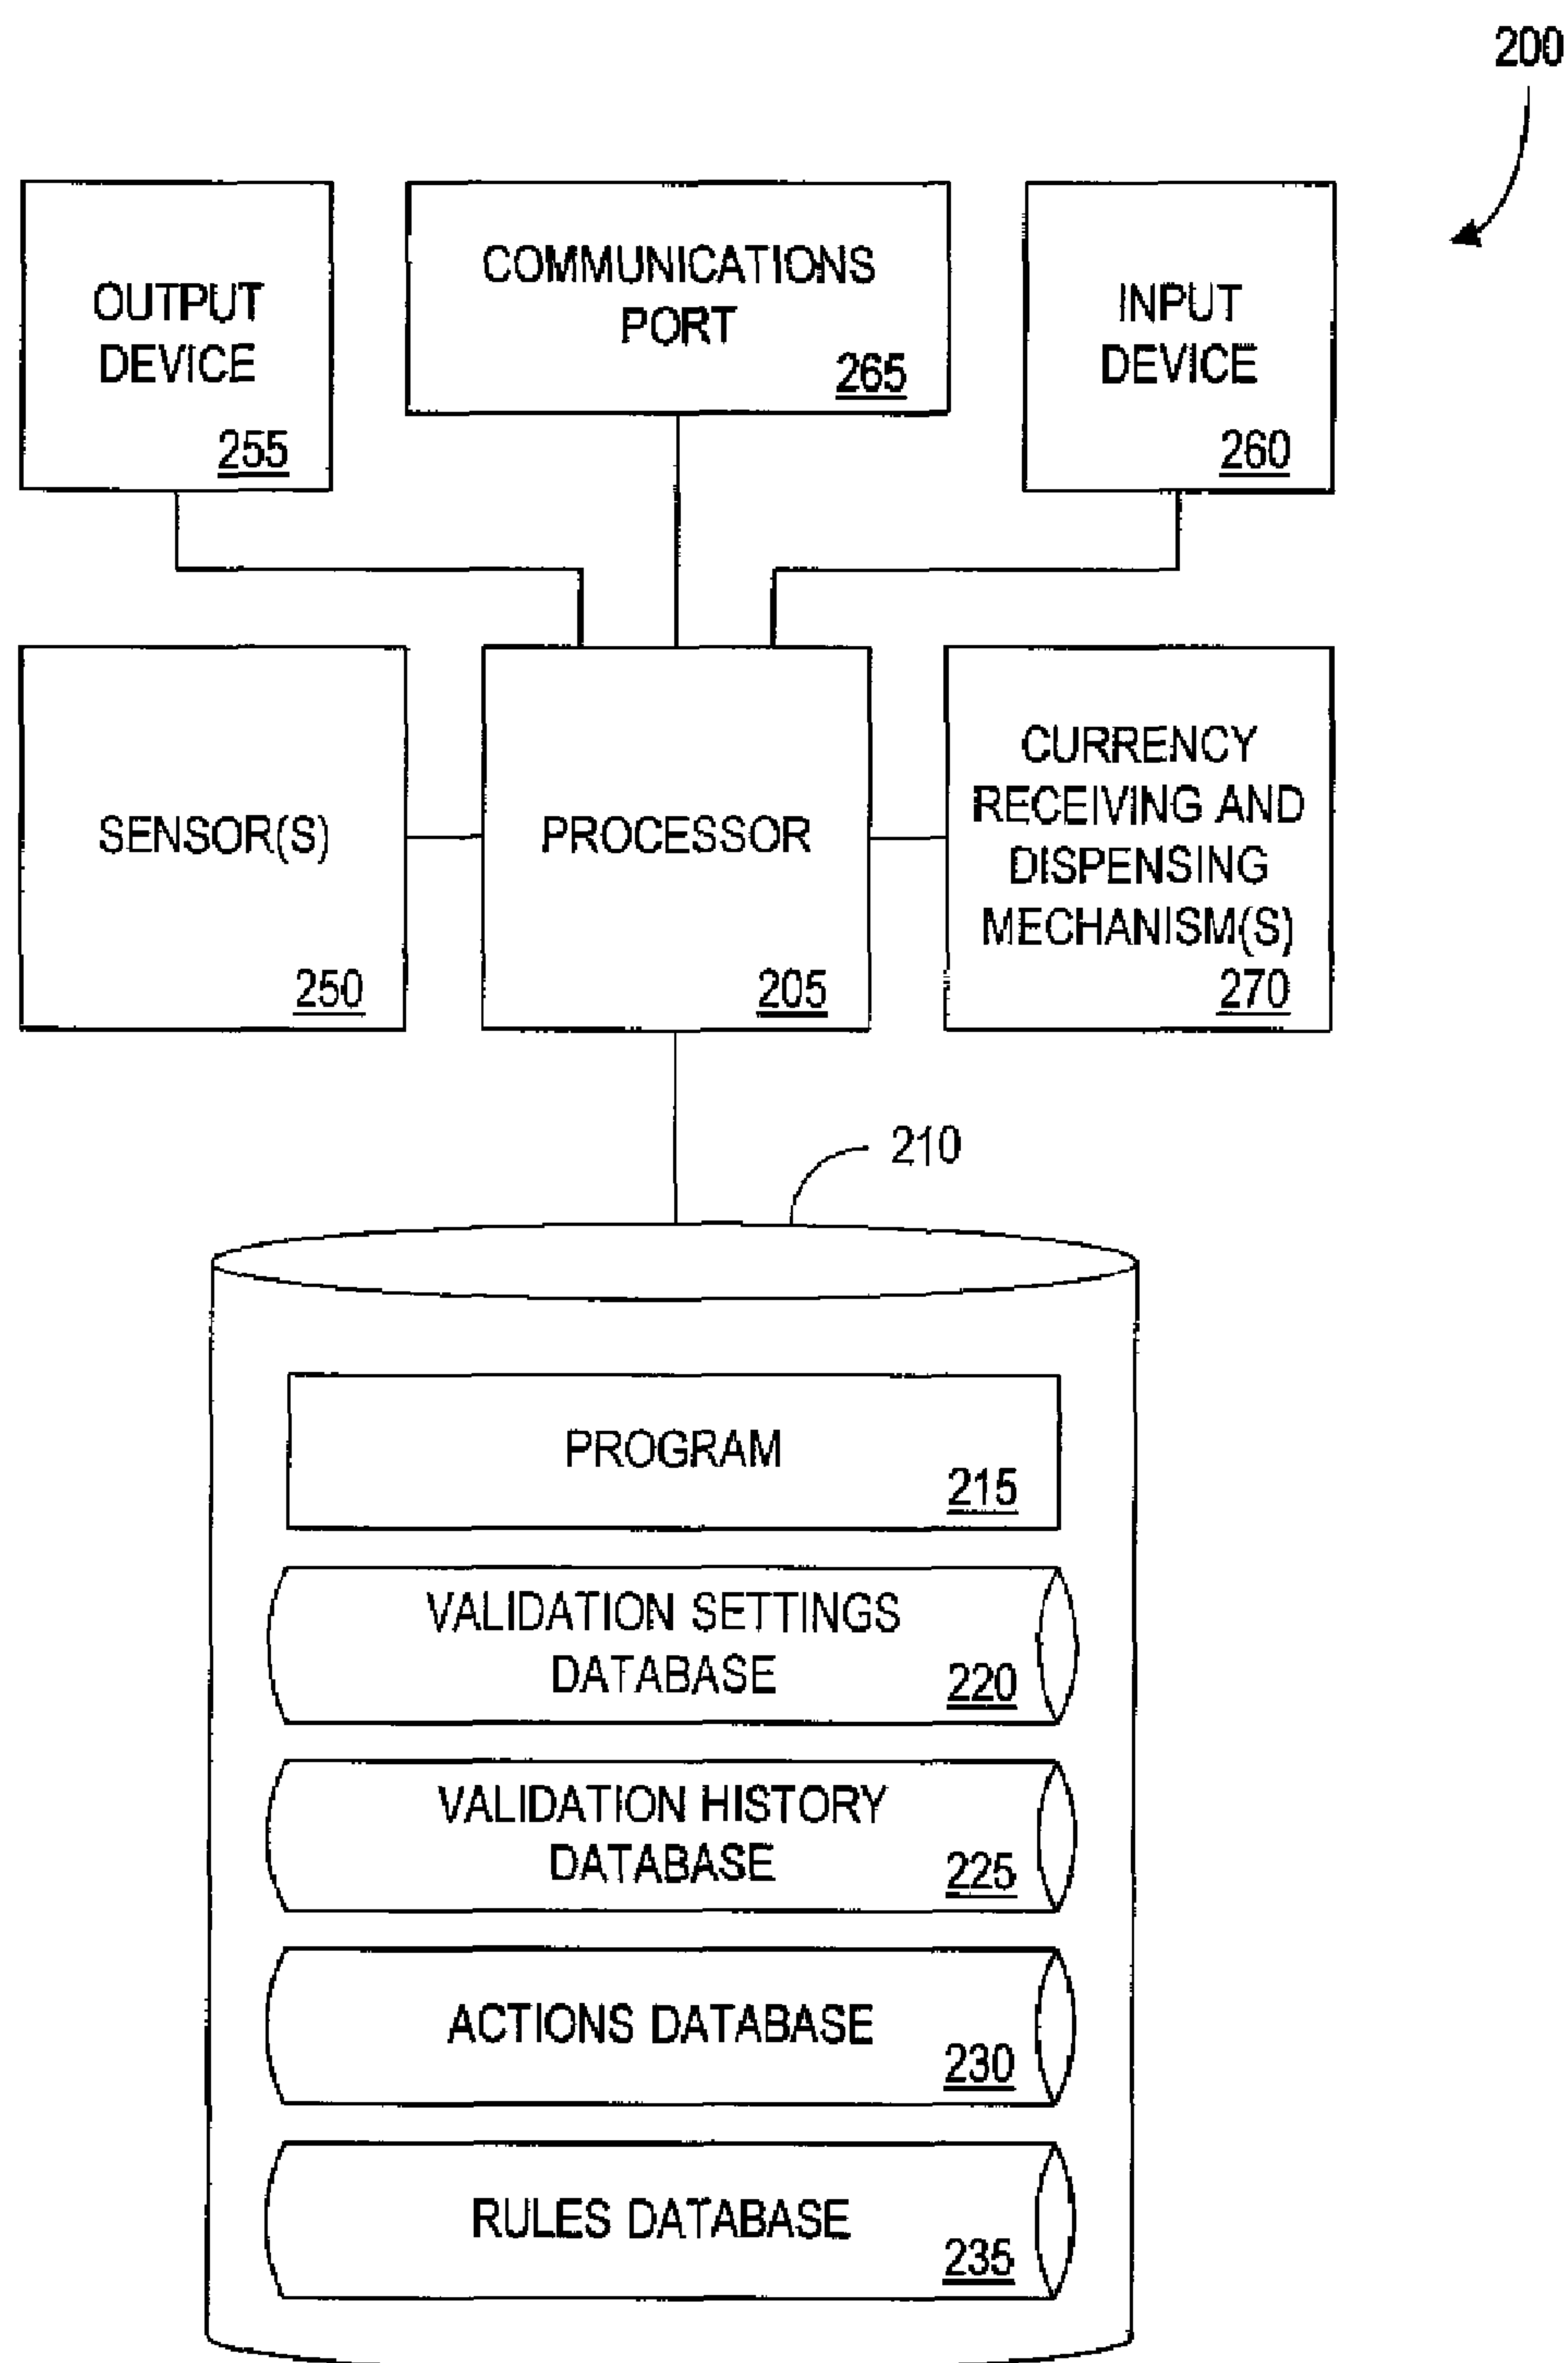 200
OUTPUT
DEVICE
255
COMMUNICATIONS
PORT
265
INPUT
DEVICE
260
SENSOR(S)
250
PROCESSOR
205
CURRENCY
RECEIVING AND
DISPENSING
MECHANISM(S)
270
210
PROGRAM
215
VALIDATION SETTINGS
DATABASE
220
VALIDATION HISTORY
DATABASE
225
ACTIONS DATABASE
230
RULES DATABASE
235